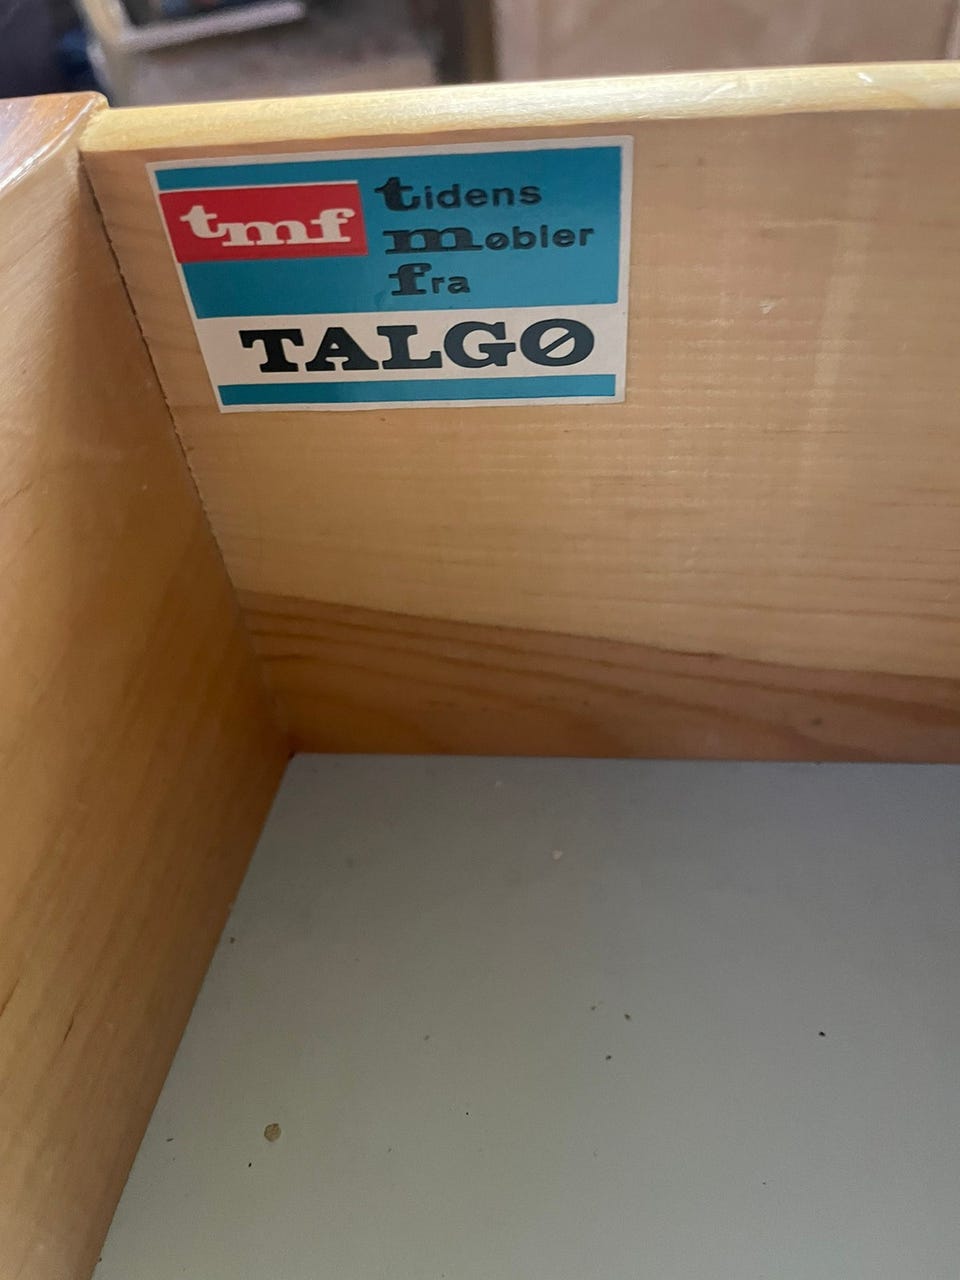 tmf
tidens
møbler
fra
TALGØ